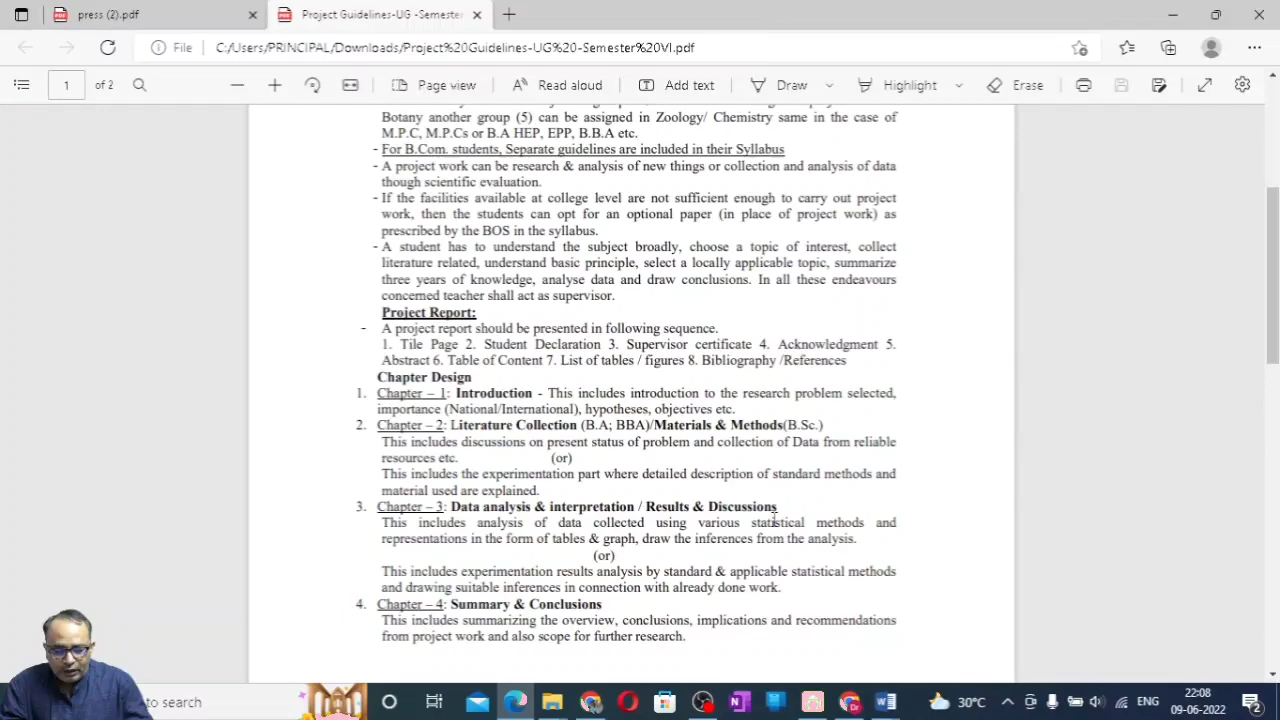 press (2).pdf
Project Guidelines-UG -Semester
File
C:/Users/PRINCIPAL/Downloads/Project%20Guidelines-UG%20-Semester%20VI.pdf
1 of 2
Page view
Read aloud
Add text
Draw
Highlight
Erase
Botany another group (5) can be assigned in Zoology/ Chemistry same in the case of
M.P.C, M.P.Cs or B.A HEP, EPP, B.B.A etc.
- For B.Com. students, Separate guidelines are included in their Syllabus
- A project work can be research & analysis of new things or collection and analysis of data
though scientific evaluation.
- If the facilities available at college level are not sufficient enough to carry out project
work, then the students can opt for an optional paper (in place of project work) as
prescribed by the BOS in the syllabus.
- A student has to understand the subject broadly, choose a topic of interest, collect
literature related, understand basic principle, select a locally applicable topic, summarize
three years of knowledge, analyse data and draw conclusions. In all these endeavours
concerned teacher shall act as supervisor.
Project Report:
- A project report should be presented in following sequence.
1. Tile Page 2. Student Declaration 3. Supervisor certificate 4. Acknowledgment 5.
Abstract 6. Table of Content 7. List of tables / figures 8. Bibliography /References
Chapter Design
1. Chapter – 1: Introduction - This includes introduction to the research problem selected,
importance (National/International), hypotheses, objectives etc.
2. Chapter – 2: Literature Collection (B.A; BBA)/Materials & Methods(B.Sc.)
This includes discussions on present status of problem and collection of Data from reliable
resources etc. (or)
This includes the experimentation part where detailed description of standard methods and
material used are explained.
3. Chapter – 3: Data analysis & interpretation / Results & Discussions
This includes analysis of data collected using various statistical methods and
representations in the form of tables & graph, draw the inferences from the analysis.
(or)
This includes experimentation results analysis by standard & applicable statistical methods
and drawing suitable inferences in connection with already done work.
4. Chapter – 4: Summary & Conclusions
This includes summarizing the overview, conclusions, implications and recommendations
from project work and also scope for further research.
to search
30°C
ENG
22:08
09-06-2022
2